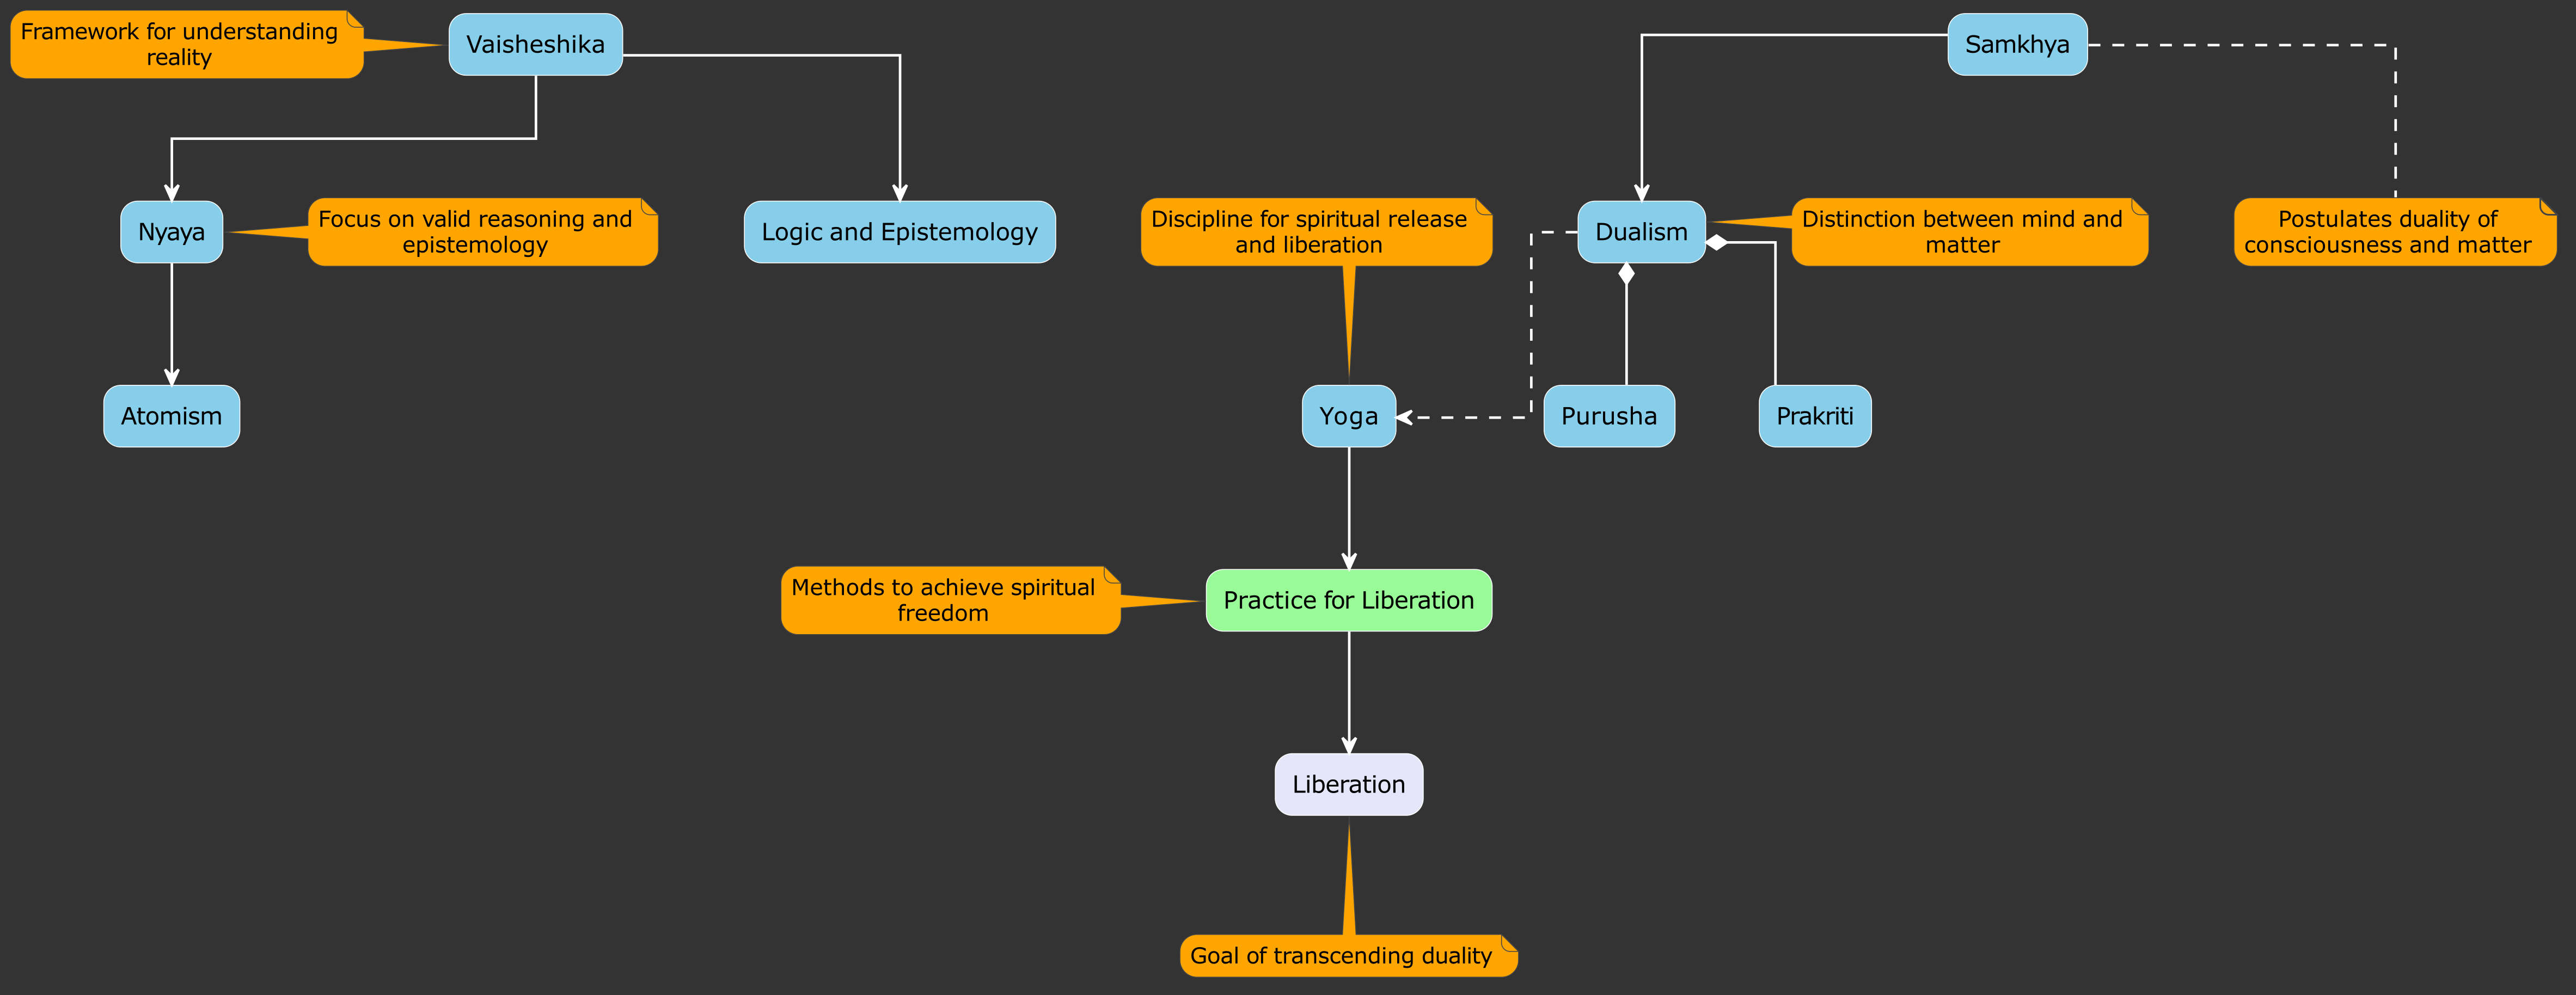 Framework for understanding
reality
Vaisheshika
Samkhya
Nyaya
Focus on valid reasoning and
epistemology
Logic and Epistemology
Discipline for spiritual release
and liberation
Dualism
Distinction between mind and
matter
Postulates duality of
consciousness and matter
Atomism
Yoga
Purusha
Prakriti
Methods to achieve spiritual
freedom
Practice for Liberation
Liberation
Goal of transcending duality